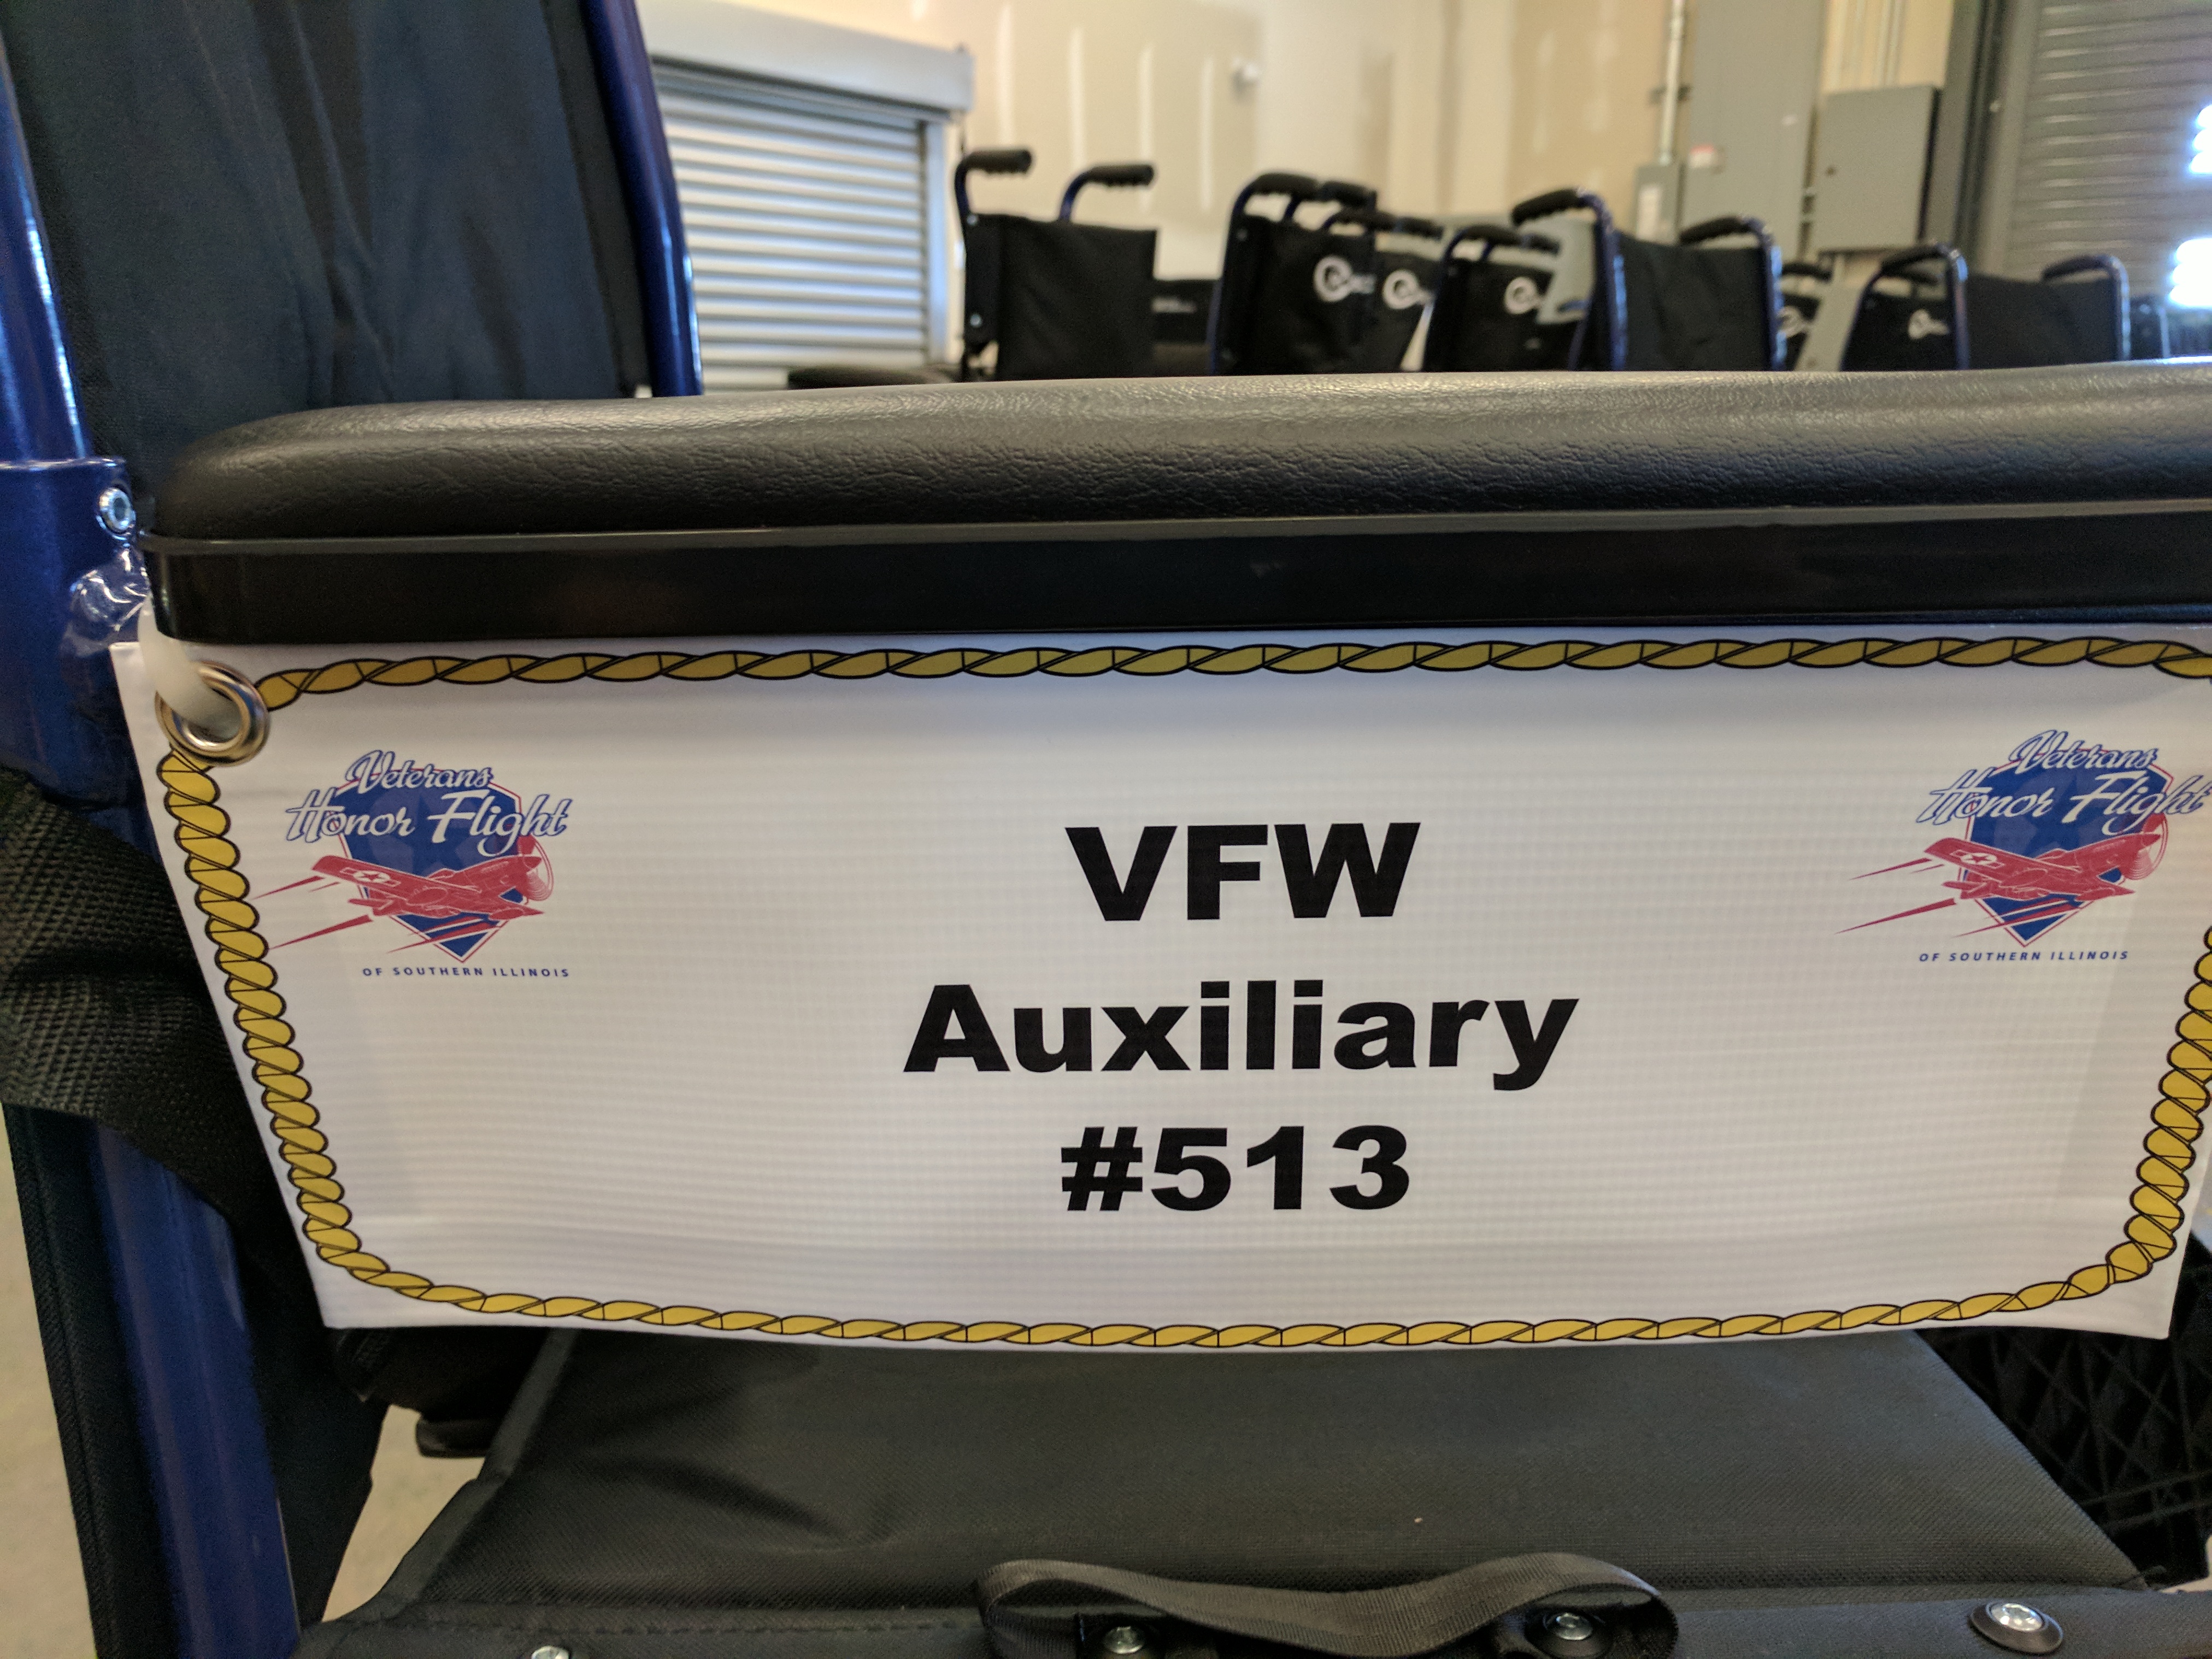 Veterans
Honor Flight
OF SOUTHERN ILLINOIS
VFW
Auxiliary
#513
Veterans
Honor Flight
OF SOUTHERN ILLINOIS